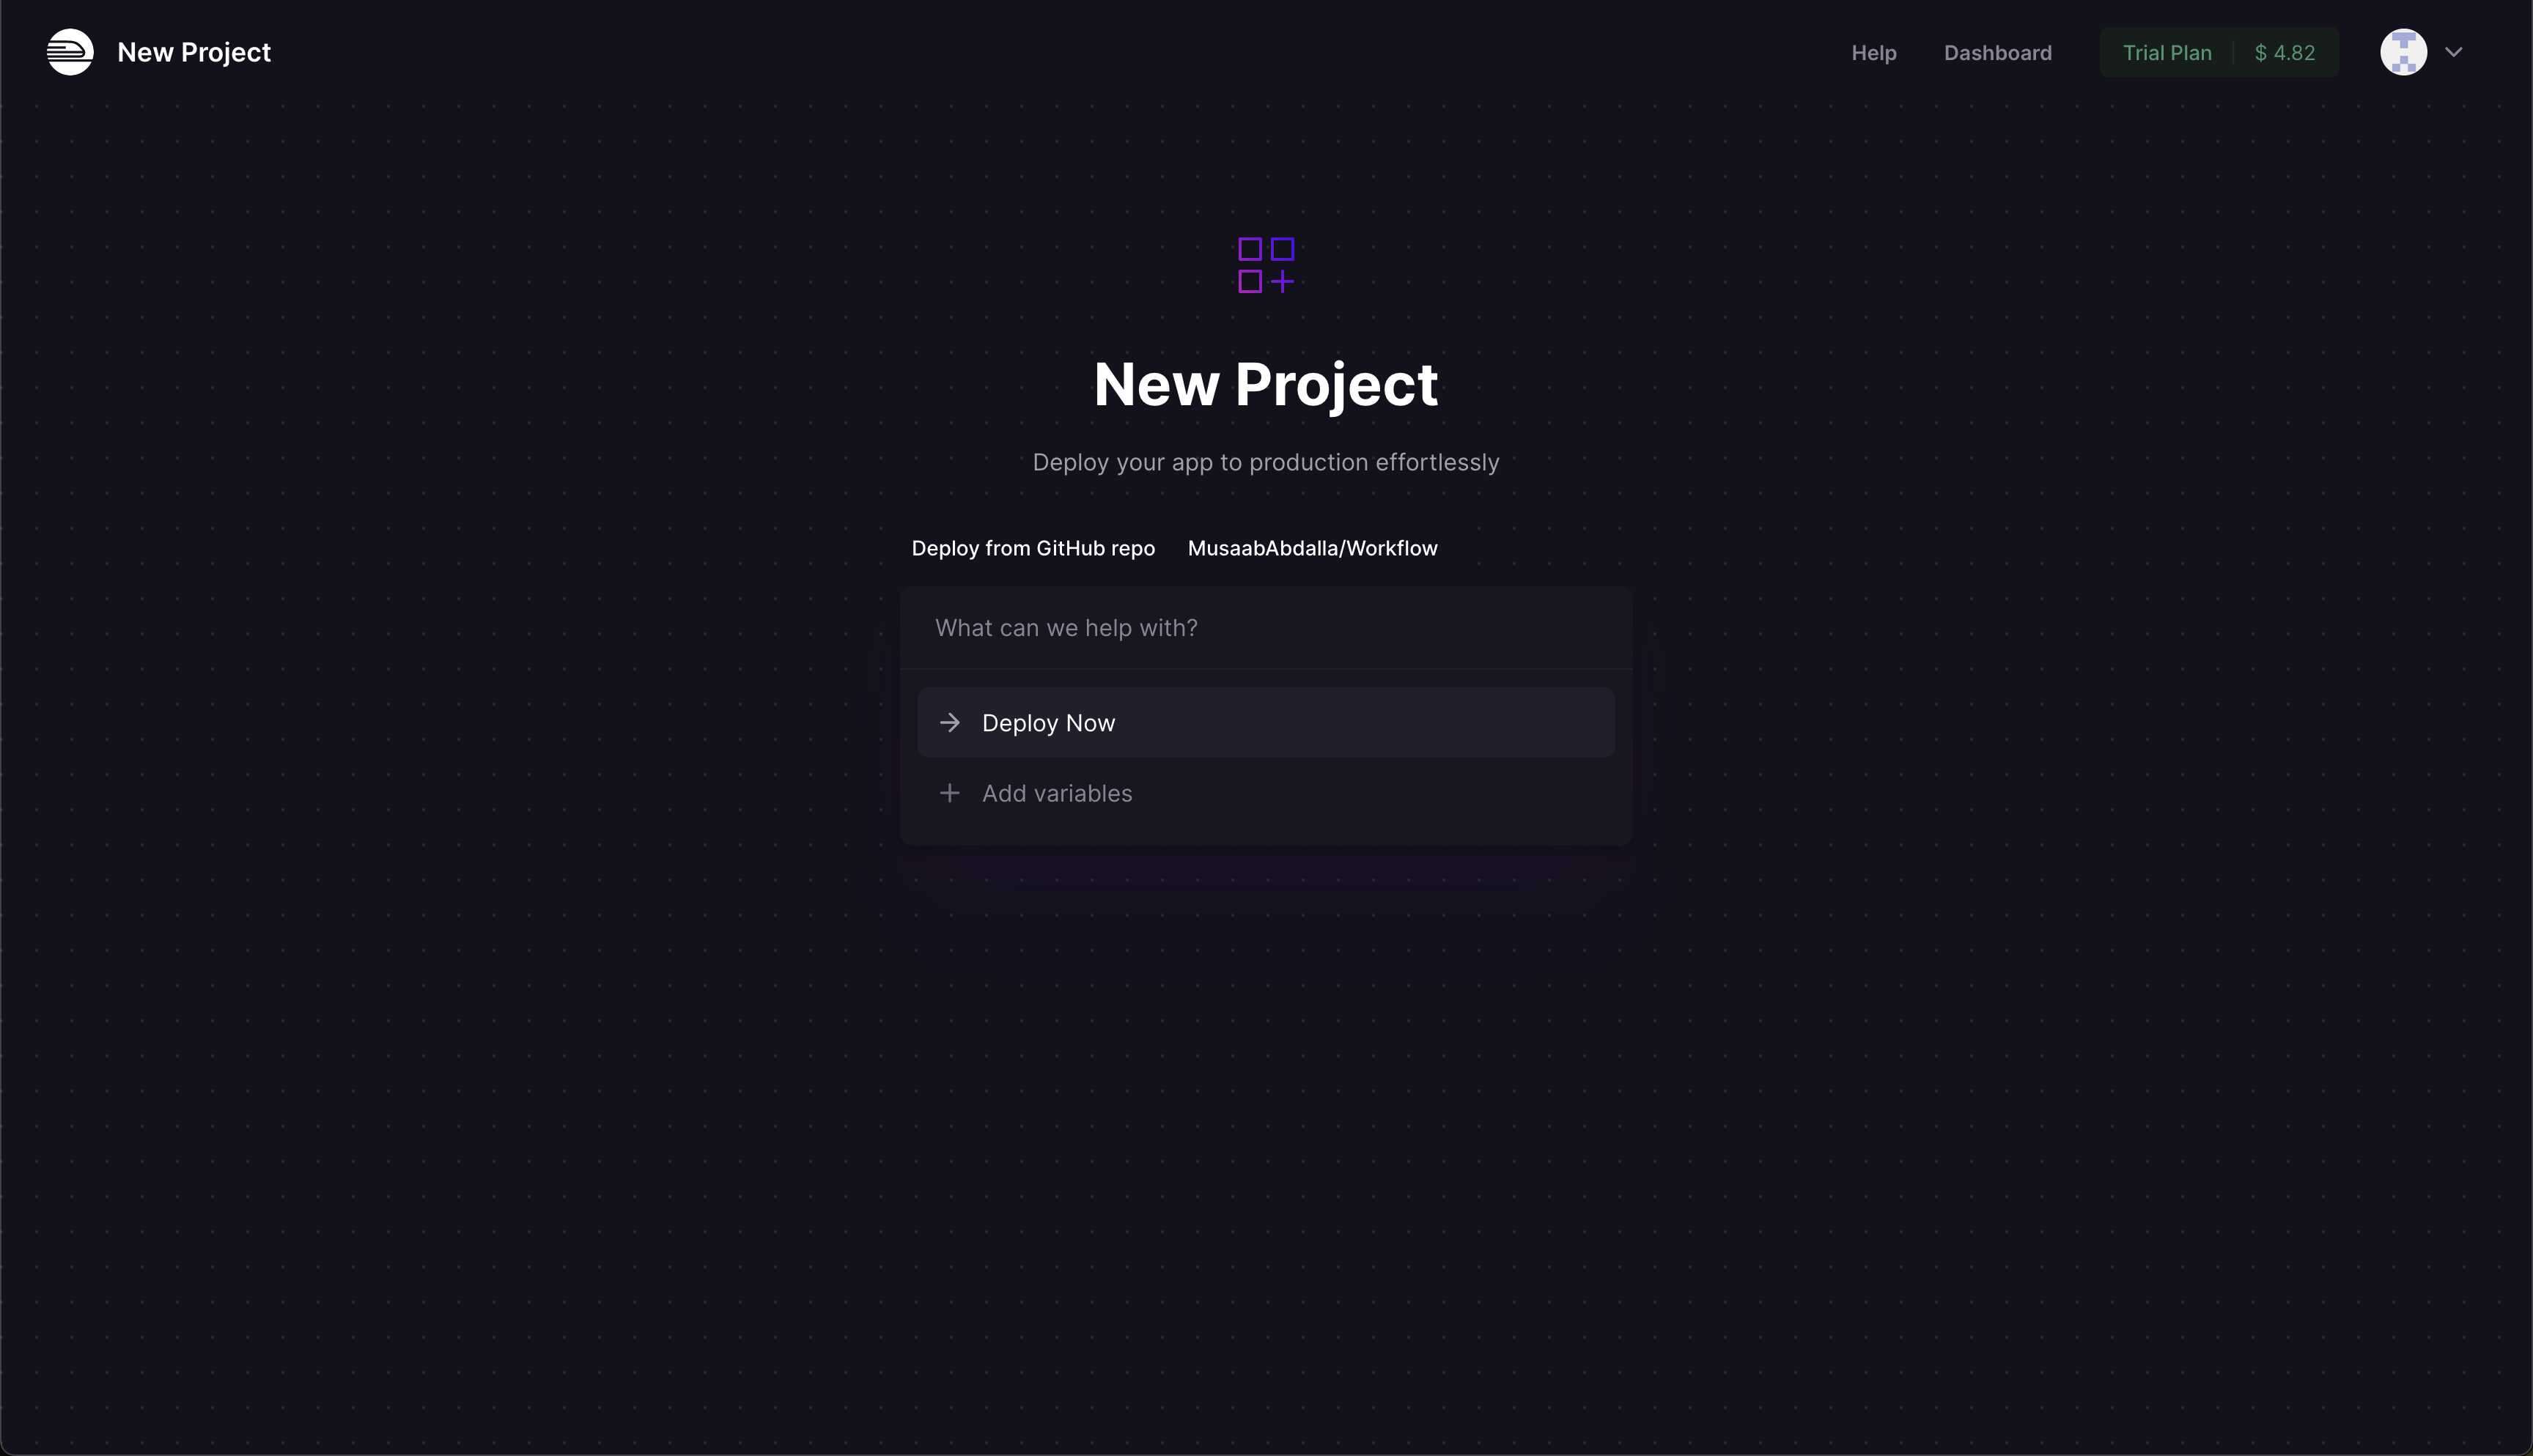 New Project
Help
Dashboard
Trial Plan
$ 4.82
New Project
Deploy your app to production effortlessly
Deploy from GitHub repo
MusaabAbdalla/Workflow
What can we help with?
Deploy Now
Add variables